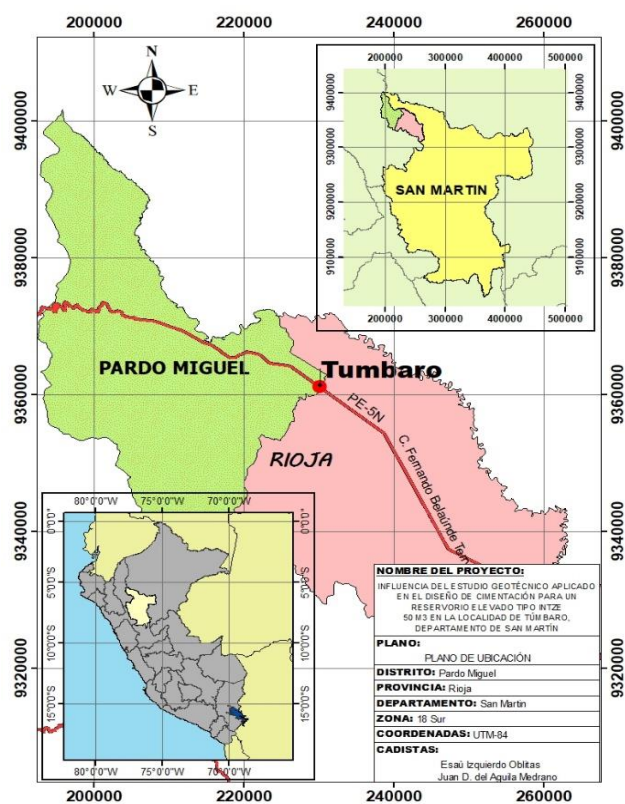 200000 220000 240000 260000
N
W E
S
9400000
9380000
9360000
9340000
9320000
200000 300000 400000 500000
9400000
9300000
9200000
9100000
SAN MARTIN
9400000
9300000
9200000
9100000
200000 300000 400000 500000
PARDO MIGUEL
Tumbaro
PE-5N
RIOJA
C. Fernando Belaúnde Terri
9400000
9380000
9360000
9340000
9320000
80°0'0"W 75°0'0"W 70°0'0"W
0°0'0"
5°0'0"S
10°0'0"S
15°0'0"S
0°0'0"
5°0'0"S
10°0'0"S
15°0'0"S
80°0'0"W 75°0'0"W 70°0'0"W
NOMBRE DEL PROYECTO:
INFLUENCIA DEL ESTUDIO GEOTÉCNICO APLICADO
EN EL DISEÑO DE CIMENTACIÓN PARA UN
RESERVORIO ELEVADO TIPO INTZE
50 M3 EN LA LOCALIDAD DE TÚMBARO,
DEPARTAMENTO DE SAN MARTÍN
PLANO:
PLANO DE UBICACIÓN
DISTRITO: Pardo Miguel
PROVINCIA: Rioja
DEPARTAMENTO: San Martin
ZONA: 18 Sur
COORDENADAS: UTM-84
CADISTAS:
Esaú Izquierdo Oblitas
Juan D. del Aguila Medrano
200000 220000 240000 260000